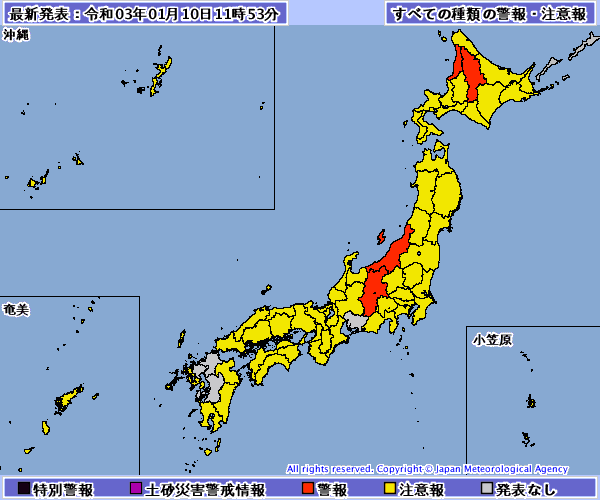 最新発表：令和03年01月10日11時53分
すべての種類の警報・注意報
沖縄
奄美
小笠原
All rights reserved. Copyright © Japan Meteorological Agency
特別警報 土砂災害警戒情報 警報 注意報 発表なし